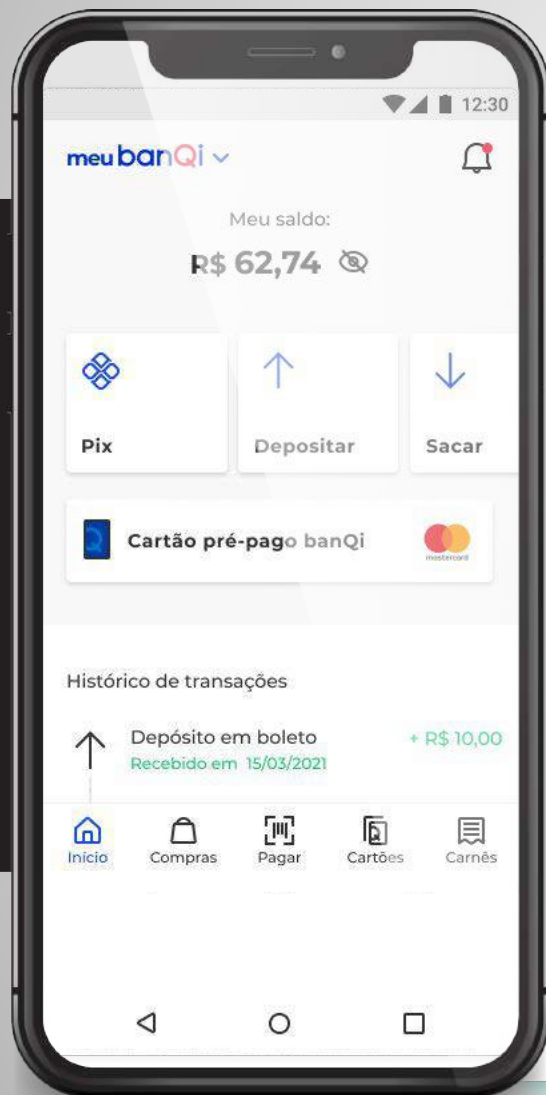 12:30
meu banQi
Meu saldo:
R$ 62,74
Pix
Depositar
Sacar
Cartão pré-pago banQi
mastercard
Histórico de transações
Depósito em boleto + R$ 10,00
Recebido em 15/03/2021
Início Compras Pagar Cartões Carnês